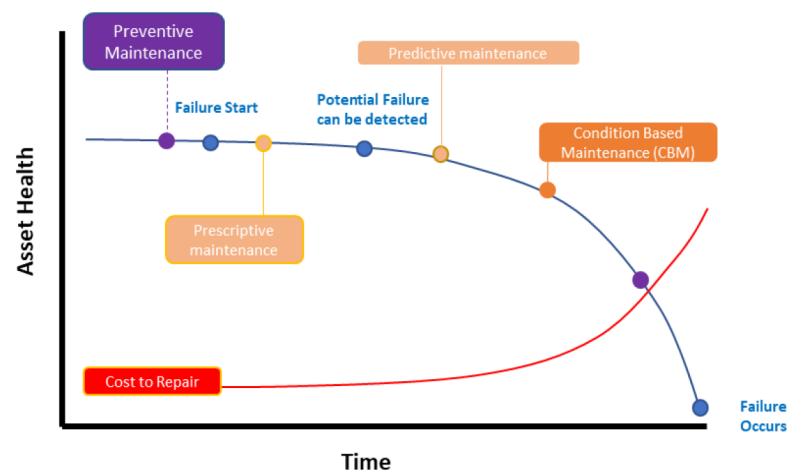 Preventive
Maintenance
Predictive maintenance
Failure Start
Potential Failure
can be detected
Condition Based
Maintenance (CBM)
Prescriptive
maintenance
Asset Health
Cost to Repair
Failure
Occurs
Time